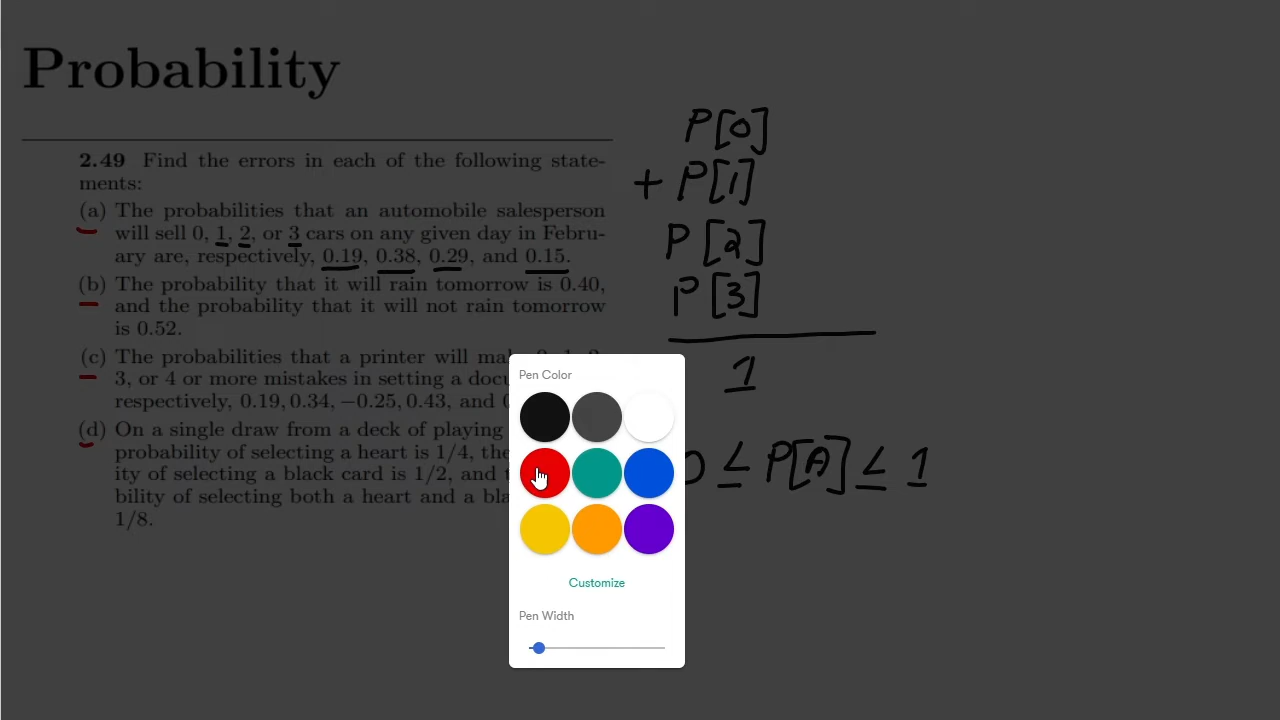 Probability
2.49 Find the errors in each of the following state-
ments:
(a) The probabilities that an automobile salesperson
will sell 0, 1, 2, or 3 cars on any given day in Febru-
ary are, respectively, 0.19, 0.38, 0.29, and 0.15.
(b) The probability that it will rain tomorrow is 0.40,
and the probability that it will not rain tomorrow
is 0.52.
(c) The probabilities that a printer will
3, or 4 or more mistakes in setting a
respectively, 0.19, 0.34, −0.25, 0.43, and
(d) On a single draw from a deck of playing
probability of selecting a heart is 1/4,
ity of selecting a black card is 1/2, and
bility of selecting both a heart and a
1/8.
P[0]
+ P[1]
P[2]
P[3]
1
0 ≤ P[A] ≤ 1
Pen Color
Customize
Pen Width